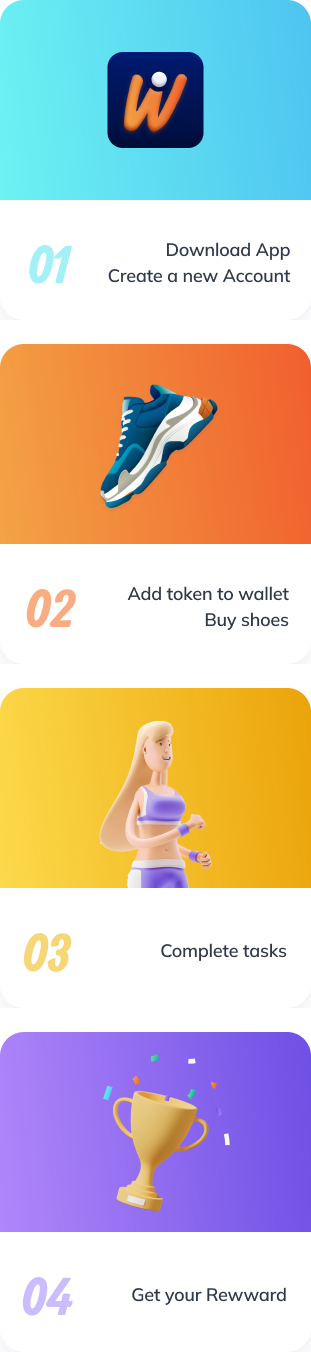 W
01
Download App
Create a new Account
02
Add token to wallet
Buy shoes
03
Complete tasks
04
Get your Rewward